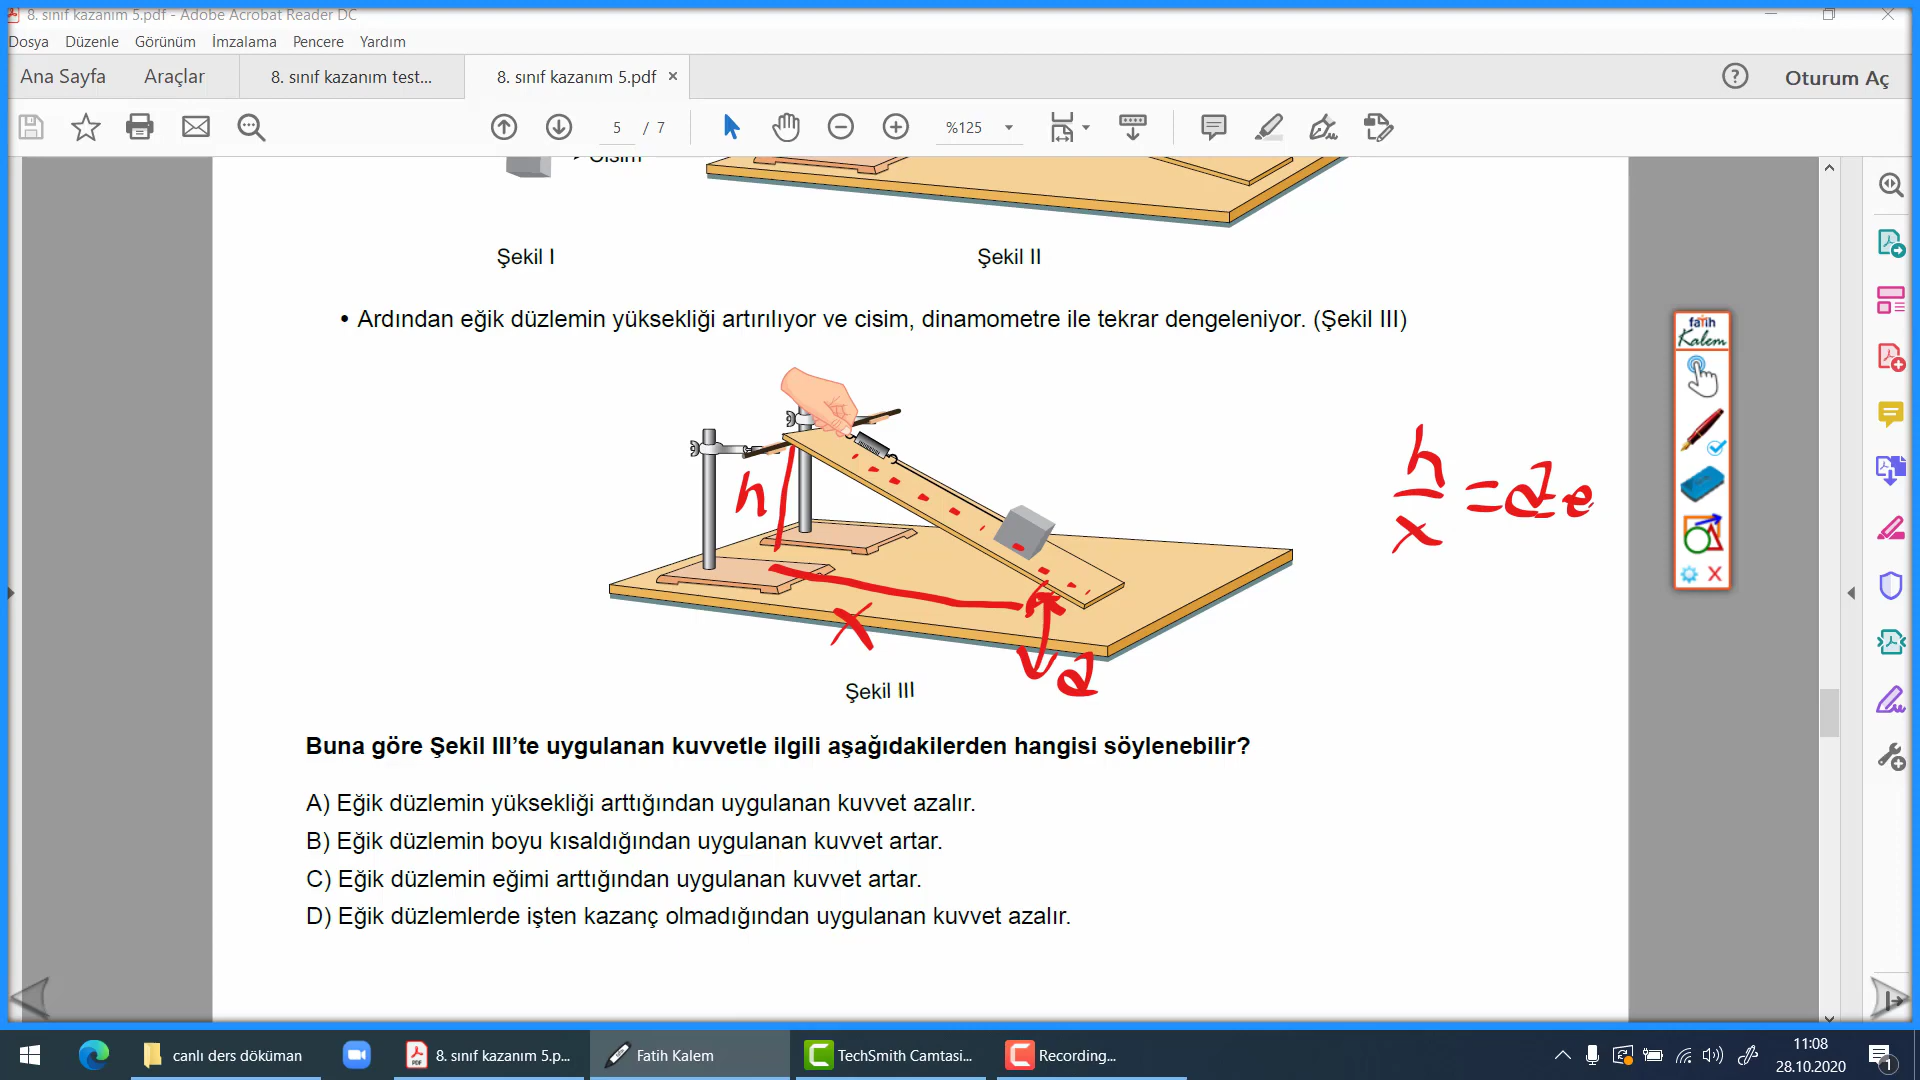 8. sınıf kazanım 5.pdf - Adobe Acrobat Reader DC
Dosya Düzenle Görünüm İmzalama Pencere Yardım
Ana Sayfa Araçlar 8. sınıf kazanım test... 8. sınıf kazanım 5.pdf × Oturum Aç
5 / 7 %125
Cisim
Şekil I Şekil II
• Ardından eğik düzlemin yüksekliği artırılıyor ve cisim, dinamometre ile tekrar dengeleniyor. (Şekil III)
fatih
Kalem
h
h
x
=
x
a
Şekil III
Buna göre Şekil III’te uygulanan kuvvetle ilgili aşağıdakilerden hangisi söylenebilir?
A) Eğik düzlemin yüksekliği arttığından uygulanan kuvvet azalır.
B) Eğik düzlemin boyu kısaldığından uygulanan kuvvet artar.
C) Eğik düzlemin eğimi arttığından uygulanan kuvvet artar.
D) Eğik düzlemlerde işten kazanç olmadığından uygulanan kuvvet azalır.
canlı ders döküman 8. sınıf kazanım 5.p... Fatih Kalem TechSmith Camtasi... Recording...
11:08
28.10.2020
1